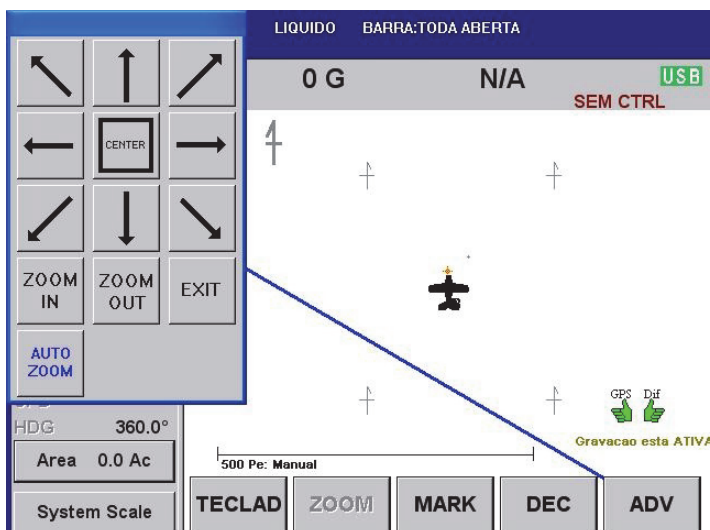 LIQUIDO BARRA:TODA ABERTA
0 G N/A USB
SEM CTRL
CENTER
ZOOM IN
ZOOM OUT
EXIT
AUTO ZOOM
GPS Dif
HDG 360.0°
Gravacao esta ATIVA
Area 0.0 Ac
500 Pe: Manual
System Scale
TECLAD ZOOM MARK DEC ADV